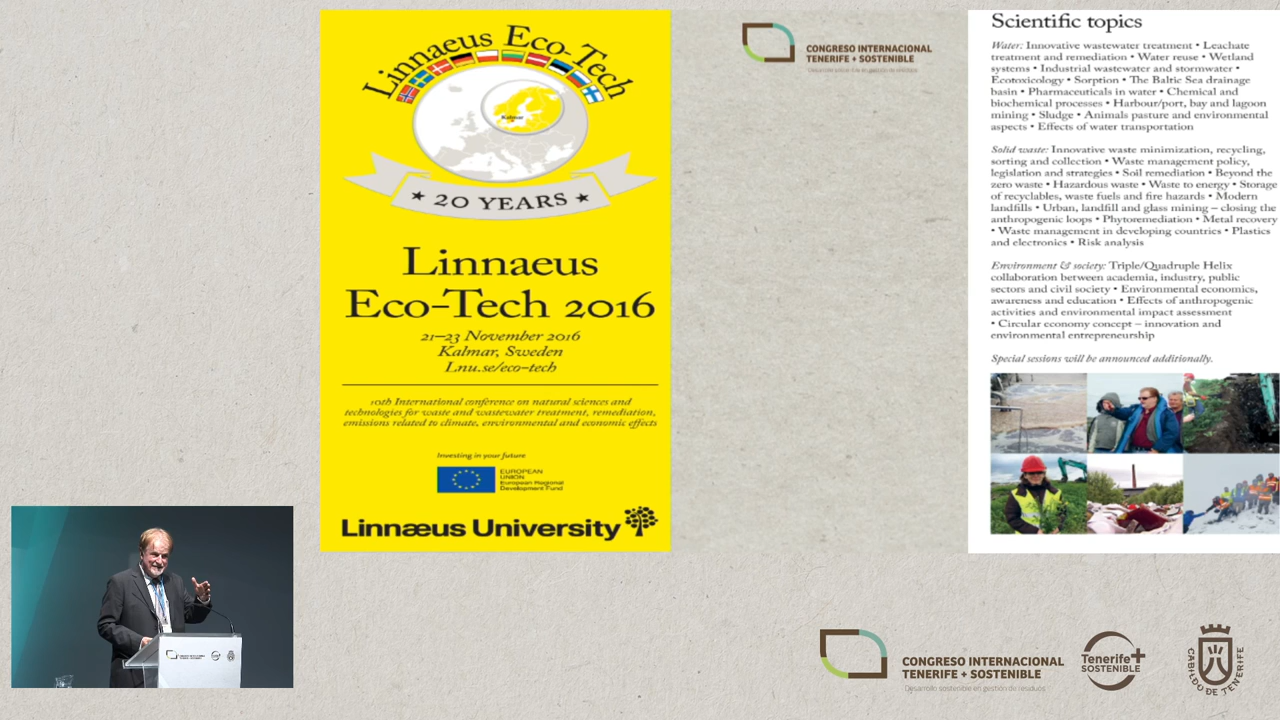 Linnaeus Eco-Tech
Kalmar
★ 20 YEARS ★
Linnaeus
Eco-Tech 2016
21–23 November 2016
Kalmar, Sweden
Lnu.se/eco-tech
10th International conference on natural sciences and
technologies for waste and wastewater treatment, remediation,
emissions related to climate, environmental and economic effects
Investing in your future
EUROPEAN
UNION
European Regional
Development Fund
Linnæus University
CONGRESO INTERNACIONAL
TENERIFE + SOSTENIBLE
Desarrollo sostenible en gestión de residuos
Scientific topics
Water: Innovative wastewater treatment • Leachate
treatment and remediation • Water reuse • Wetland
systems • Industrial wastewater and stormwater •
Ecotoxicology • Sorption • The Baltic Sea drainage
basin • Pharmaceuticals in water • Chemical and
biochemical processes • Harbour/port, bay and lagoon
mining • Sludge • Animals pasture and environmental
aspects • Effects of water transportation
Solid waste: Innovative waste minimization, recycling,
sorting and collection • Waste management policy,
legislation and strategies • Soil remediation • Beyond the
zero waste • Hazardous waste • Waste to energy • Storage
of recyclables, waste fuels and fire hazards • Modern
landfills • Urban, landfill and glass mining – closing the
anthropogenic loops • Phytoremediation • Metal recovery
• Waste management in developing countries • Plastics
and electronics • Risk analysis
Environment & society: Triple/Quadruple Helix
collaboration between academia, industry, public
sectors and civil society • Environmental economics,
awareness and education • Effects of anthropogenic
activities and environmental impact assessment
• Circular economy concept – innovation and
environmental entrepreneurship
Special sessions will be announced additionally.
CONGRESO INTERNACIONAL
TENERIFE + SOSTENIBLE
Desarrollo sostenible en gestión de residuos
Tenerife+
SOSTENIBLE
CABILDO DE TENERIFE